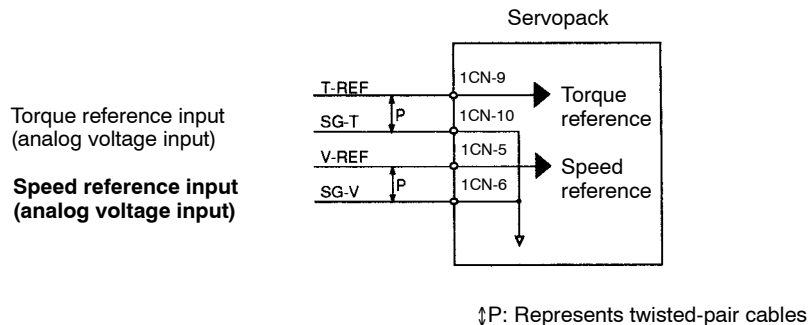 Servopack
T-REF
1CN-9
Torque reference input
(analog voltage input)
P
Torque
reference
SG-T
1CN-10
V-REF
1CN-5
Speed reference input
(analog voltage input)
P
Speed
reference
SG-V
1CN-6
P: Represents twisted-pair cables